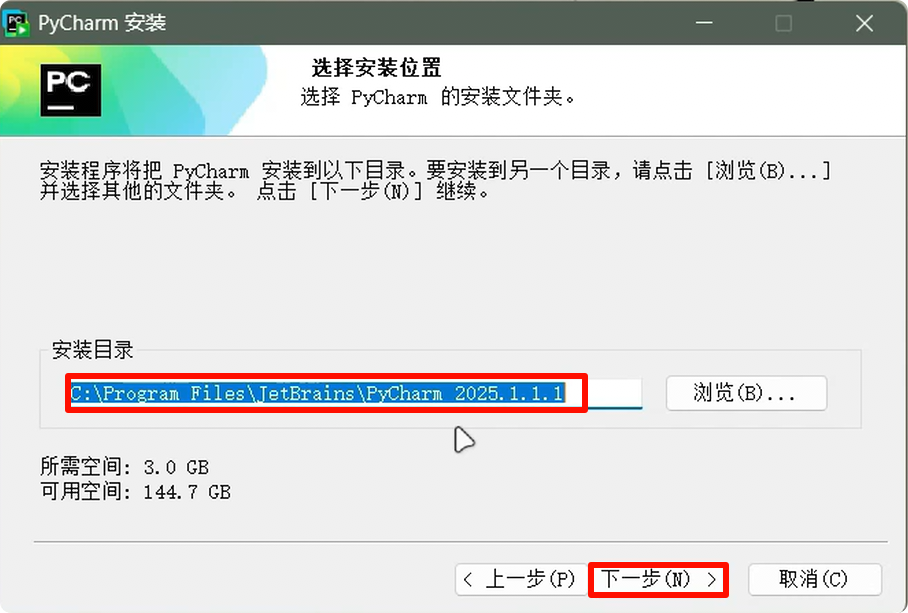 PyCharm 安装
PC
选择安装位置
选择 PyCharm 的安装文件夹。
安装程序将把 PyCharm 安装到以下目录。要安装到另一个目录，请点击 [浏览(B)...]
并选择其他的文件夹。 点击 [下一步(N)] 继续。
安装目录
C:\Program Files\JetBrains\PyCharm 2025.1.1.1
浏览(B)...
所需空间: 3.0 GB
可用空间: 144.7 GB
< 上一步(P)
下一步(N) >
取消(C)